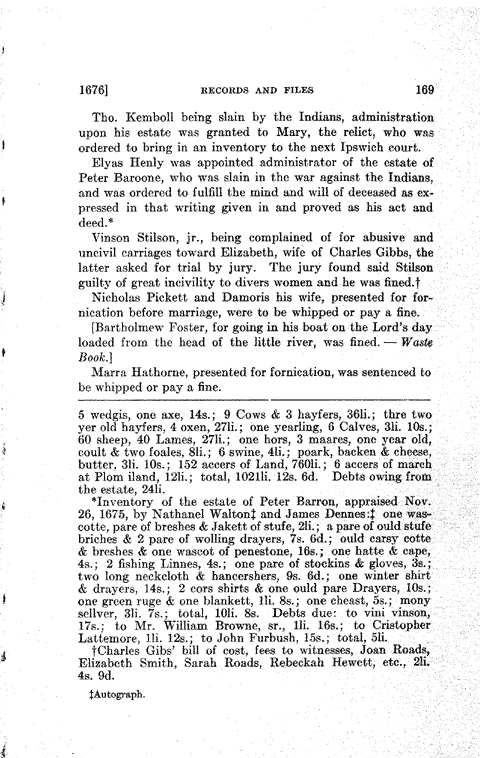 1676] RECORDS AND FILES 169
Tho. Kemboll being slain by the Indians, administration
upon his estate was granted to Mary, the relict, who was
ordered to bring in an inventory to the next Ipswich court.
Elyas Henly was appointed administrator of the estate of
Peter Baroone, who was slain in the war against the Indians,
and was ordered to fulfill the mind and will of deceased as ex-
pressed in that writing given in and proved as his act and
deed.*
Vinson Stilson, jr., being complained of for abusive and
uncivil carriages toward Elizabeth, wife of Charles Gibbs, the
latter asked for trial by jury. The jury found said Stilson
guilty of great incivility to divers women and he was fined.†
Nicholas Pickett and Damoris his wife, presented for for-
nication before marriage, were to be whipped or pay a fine.
[Bartholmew Foster, for going in his boat on the Lord's day
loaded from the head of the little river, was fined. — Waste
Book.]
Marra Hathorne, presented for fornication, was sentenced to
be whipped or pay a fine.
5 wedgis, one axe, 14s.; 9 Cows & 3 hayfers, 36li.; thre two
yer old hayfers, 4 oxen, 27li.; one yearling, 6 Calves, 3li. 10s.;
60 sheep, 40 Lames, 27li.; one hors, 3 maares, one year old,
coult & two foales, 8li.; 6 swine, 4li.; poark, backen & cheese,
butter, 3li. 10s.; 152 accers of Land, 760li.; 6 accers of march
at Plom iland, 12li.; total, 1021li. 12s. 6d. Debts owing from
the estate, 24li.
*Inventory of the estate of Peter Barron, appraised Nov.
26, 1675, by Nathanel Walton‡ and James Dennes:‡ one was-
cotte, pare of breshes & Jakett of stufe, 2li.; a pare of ould stufe
briches & 2 pare of wolling drayers, 7s. 6d.; ould carsy cotte
& breshes & one wascot of penestone, 16s.; one hatte & cape,
4s.; 2 fishing Linnes, 4s.; one pare of stockins & gloves, 3s.;
two long neckcloth & hancershers, 9s. 6d.; one winter shirt
& drayers, 14s.; 2 cors shirts & one ould pare Drayers, 10s.;
one green ruge & one blankett, 1li. 8s.; one cheast, 5s.; mony
sellver, 3li. 7s.; total, 10li. 8s. Debts due: to vini vinson,
17s.; to Mr. William Browne, sr., 1li. 16s.; to Cristopher
Lattemore, 1li. 12s.; to John Furbush, 15s.; total, 5li.
†Charles Gibs' bill of cost, fees to witnesses, Joan Roads,
Elizabeth Smith, Sarah Roads, Rebeckah Hewett, etc., 2li.
4s. 9d.
‡Autograph.